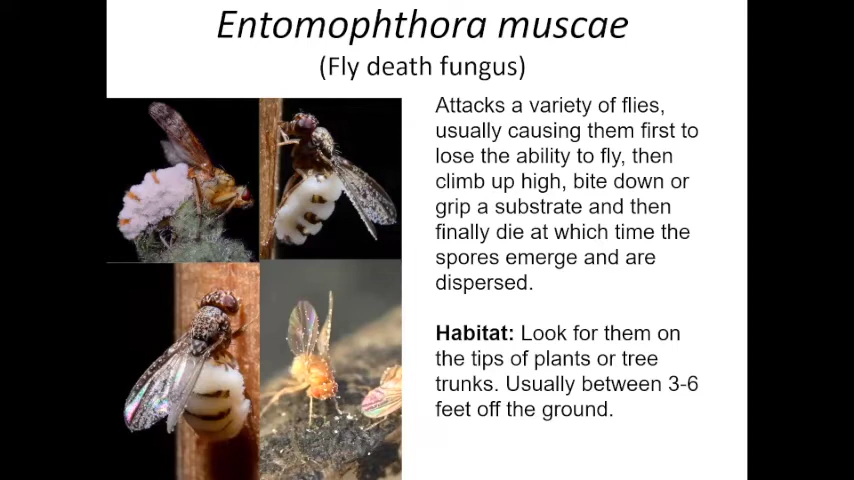 Entomophthora muscae
(Fly death fungus)
Attacks a variety of flies,
usually causing them first to
lose the ability to fly, then
climb up high, bite down or
grip a substrate and then
finally die at which time the
spores emerge and are
dispersed.
Habitat: Look for them on
the tips of plants or tree
trunks. Usually between 3-6
feet off the ground.